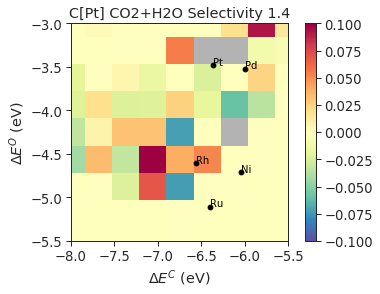 C[Pt] CO2+H2O Selectivity 1.4
−3.0
−3.5
−4.0
−4.5
−5.0
−5.5
ΔE^O (eV)
Pt
Pd
Rh
Ni
Ru
−8.0
−7.5
−7.0
−6.5
−6.0
−5.5
ΔE^C (eV)
0.100
0.075
0.050
0.025
0.000
−0.025
−0.050
−0.075
−0.100